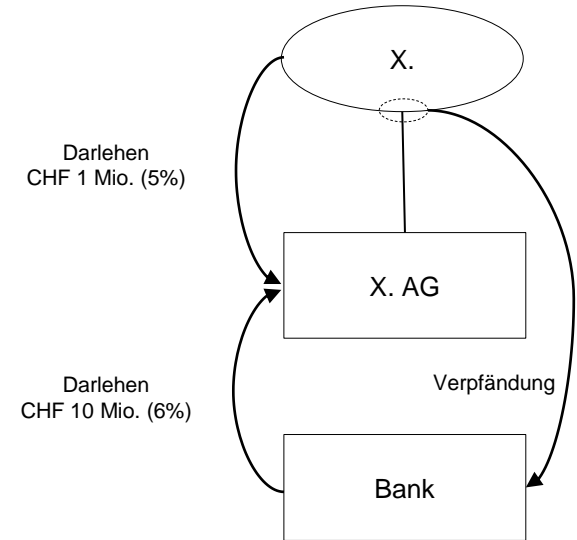 X.
Darlehen
CHF 1 Mio. (5%)
X. AG
Darlehen
CHF 10 Mio. (6%)
Verpfändung
Bank